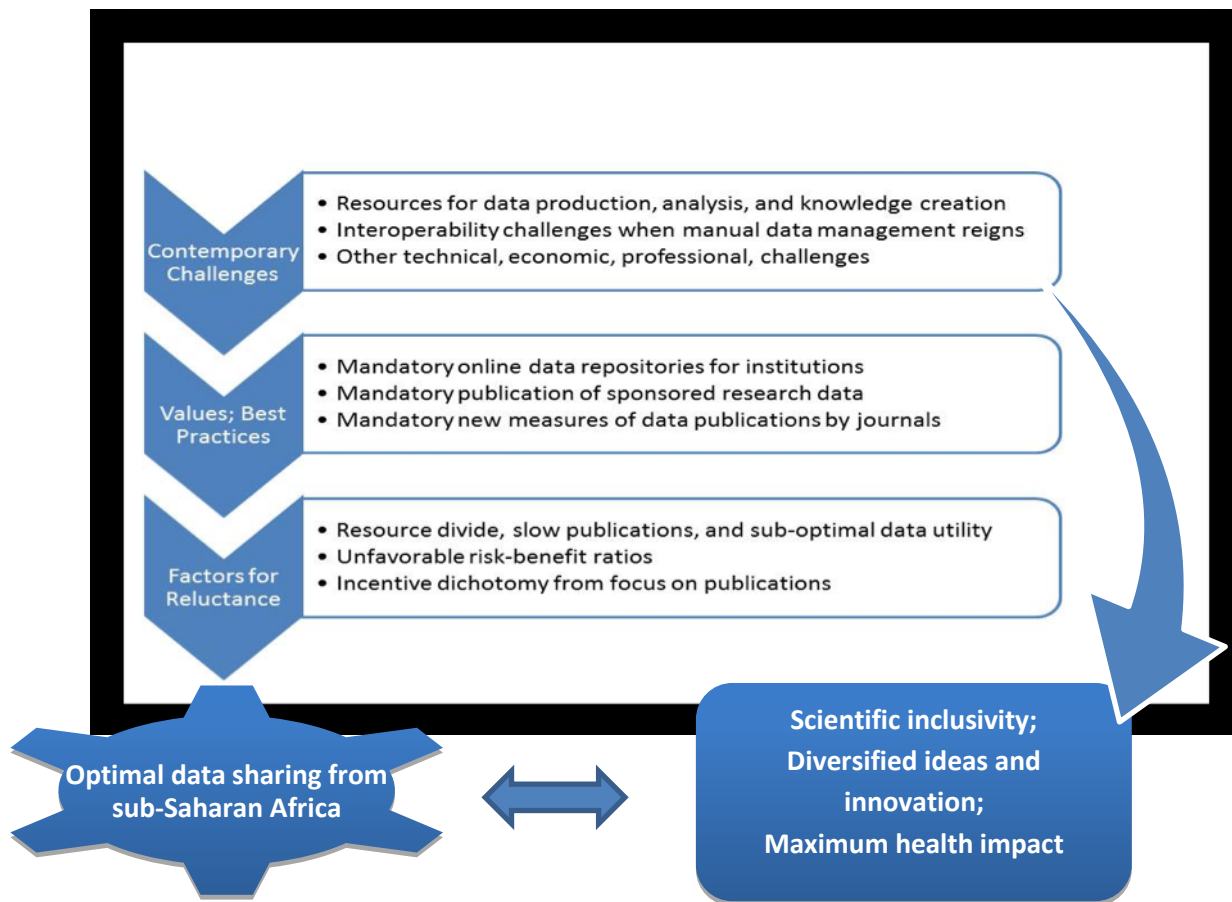 Contemporary
Challenges
• Resources for data production, analysis, and knowledge creation
• Interoperability challenges when manual data management reigns
• Other technical, economic, professional, challenges
Values; Best
Practices
• Mandatory online data repositories for institutions
• Mandatory publication of sponsored research data
• Mandatory new measures of data publications by journals
Factors for
Reluctance
• Resource divide, slow publications, and sub-optimal data utility
• Unfavorable risk-benefit ratios
• Incentive dichotomy from focus on publications
Optimal data sharing from
sub-Saharan Africa
Scientific inclusivity;
Diversified ideas and
innovation;
Maximum health impact